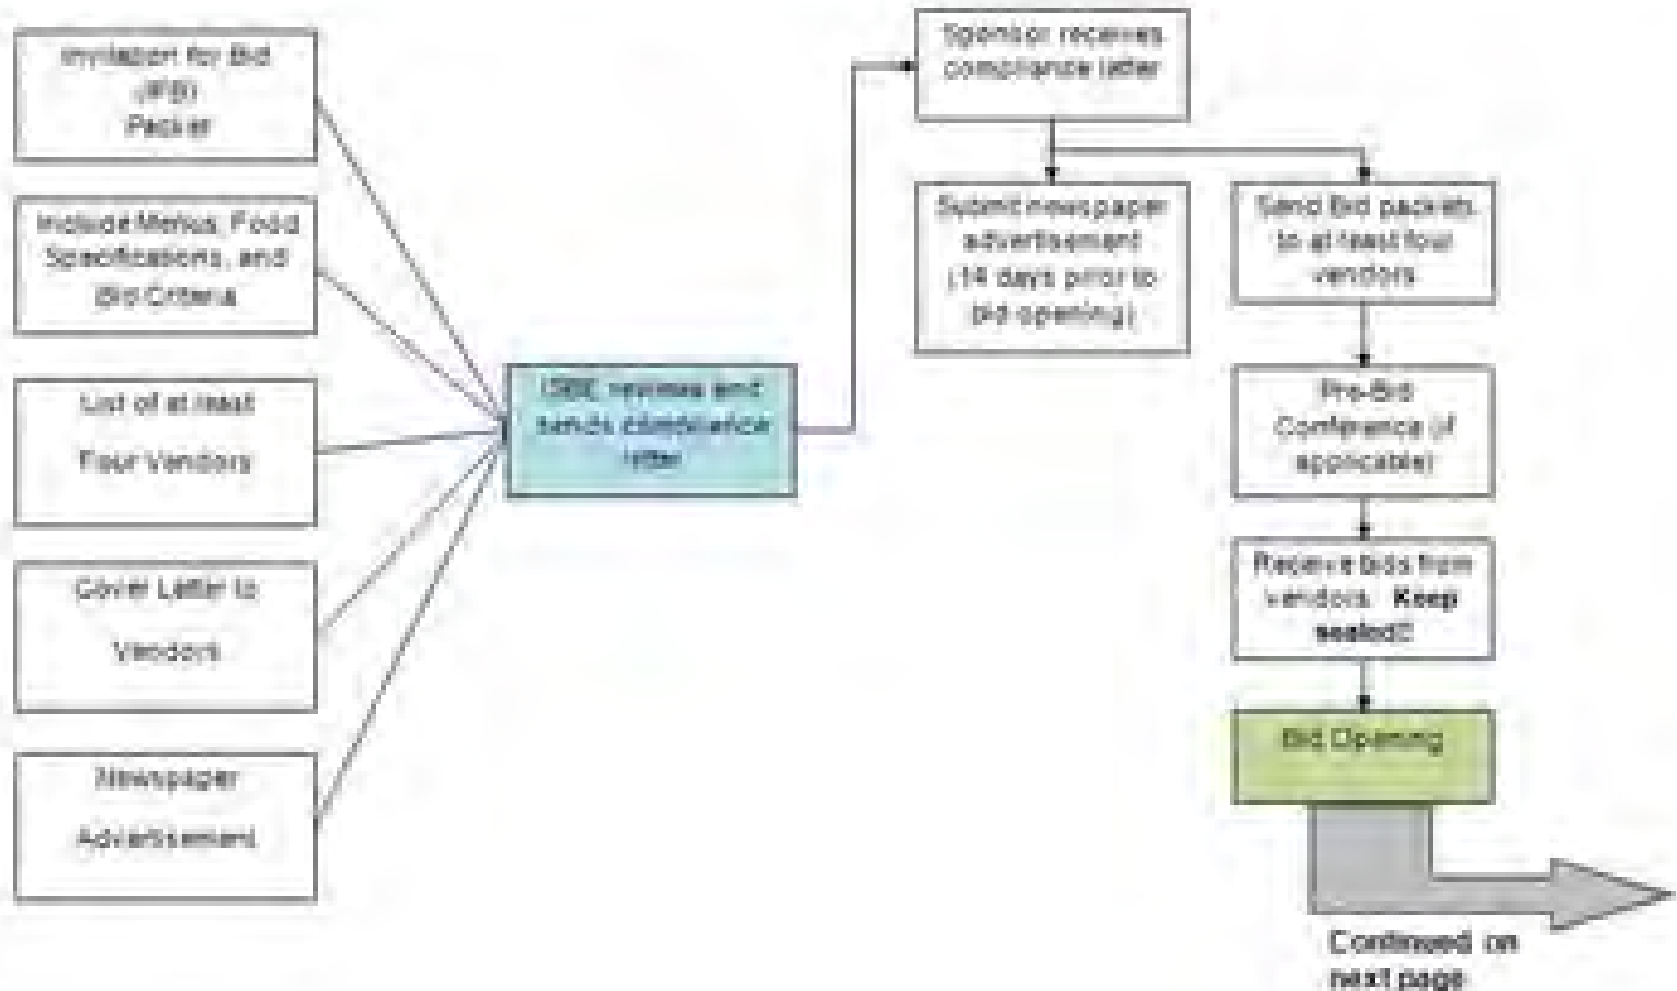 Invitation for Bid
(IFB)
Packet
Include Menus, Food
Specifications, and
Bid Criteria
List of at least
Four Vendors
Cover Letter to
Vendors
Newspaper
Advertisement
ISBE reviews and
sends compliance
letter
Sponsor receives
compliance letter
Submit newspaper
advertisement
(14 days prior to
bid opening)
Send Bid packets
to at least four
vendors
Pre-Bid
Conference (if
applicable)
Receive bids from
vendors. Keep
sealed!!
Bid Opening
Continued on
next page